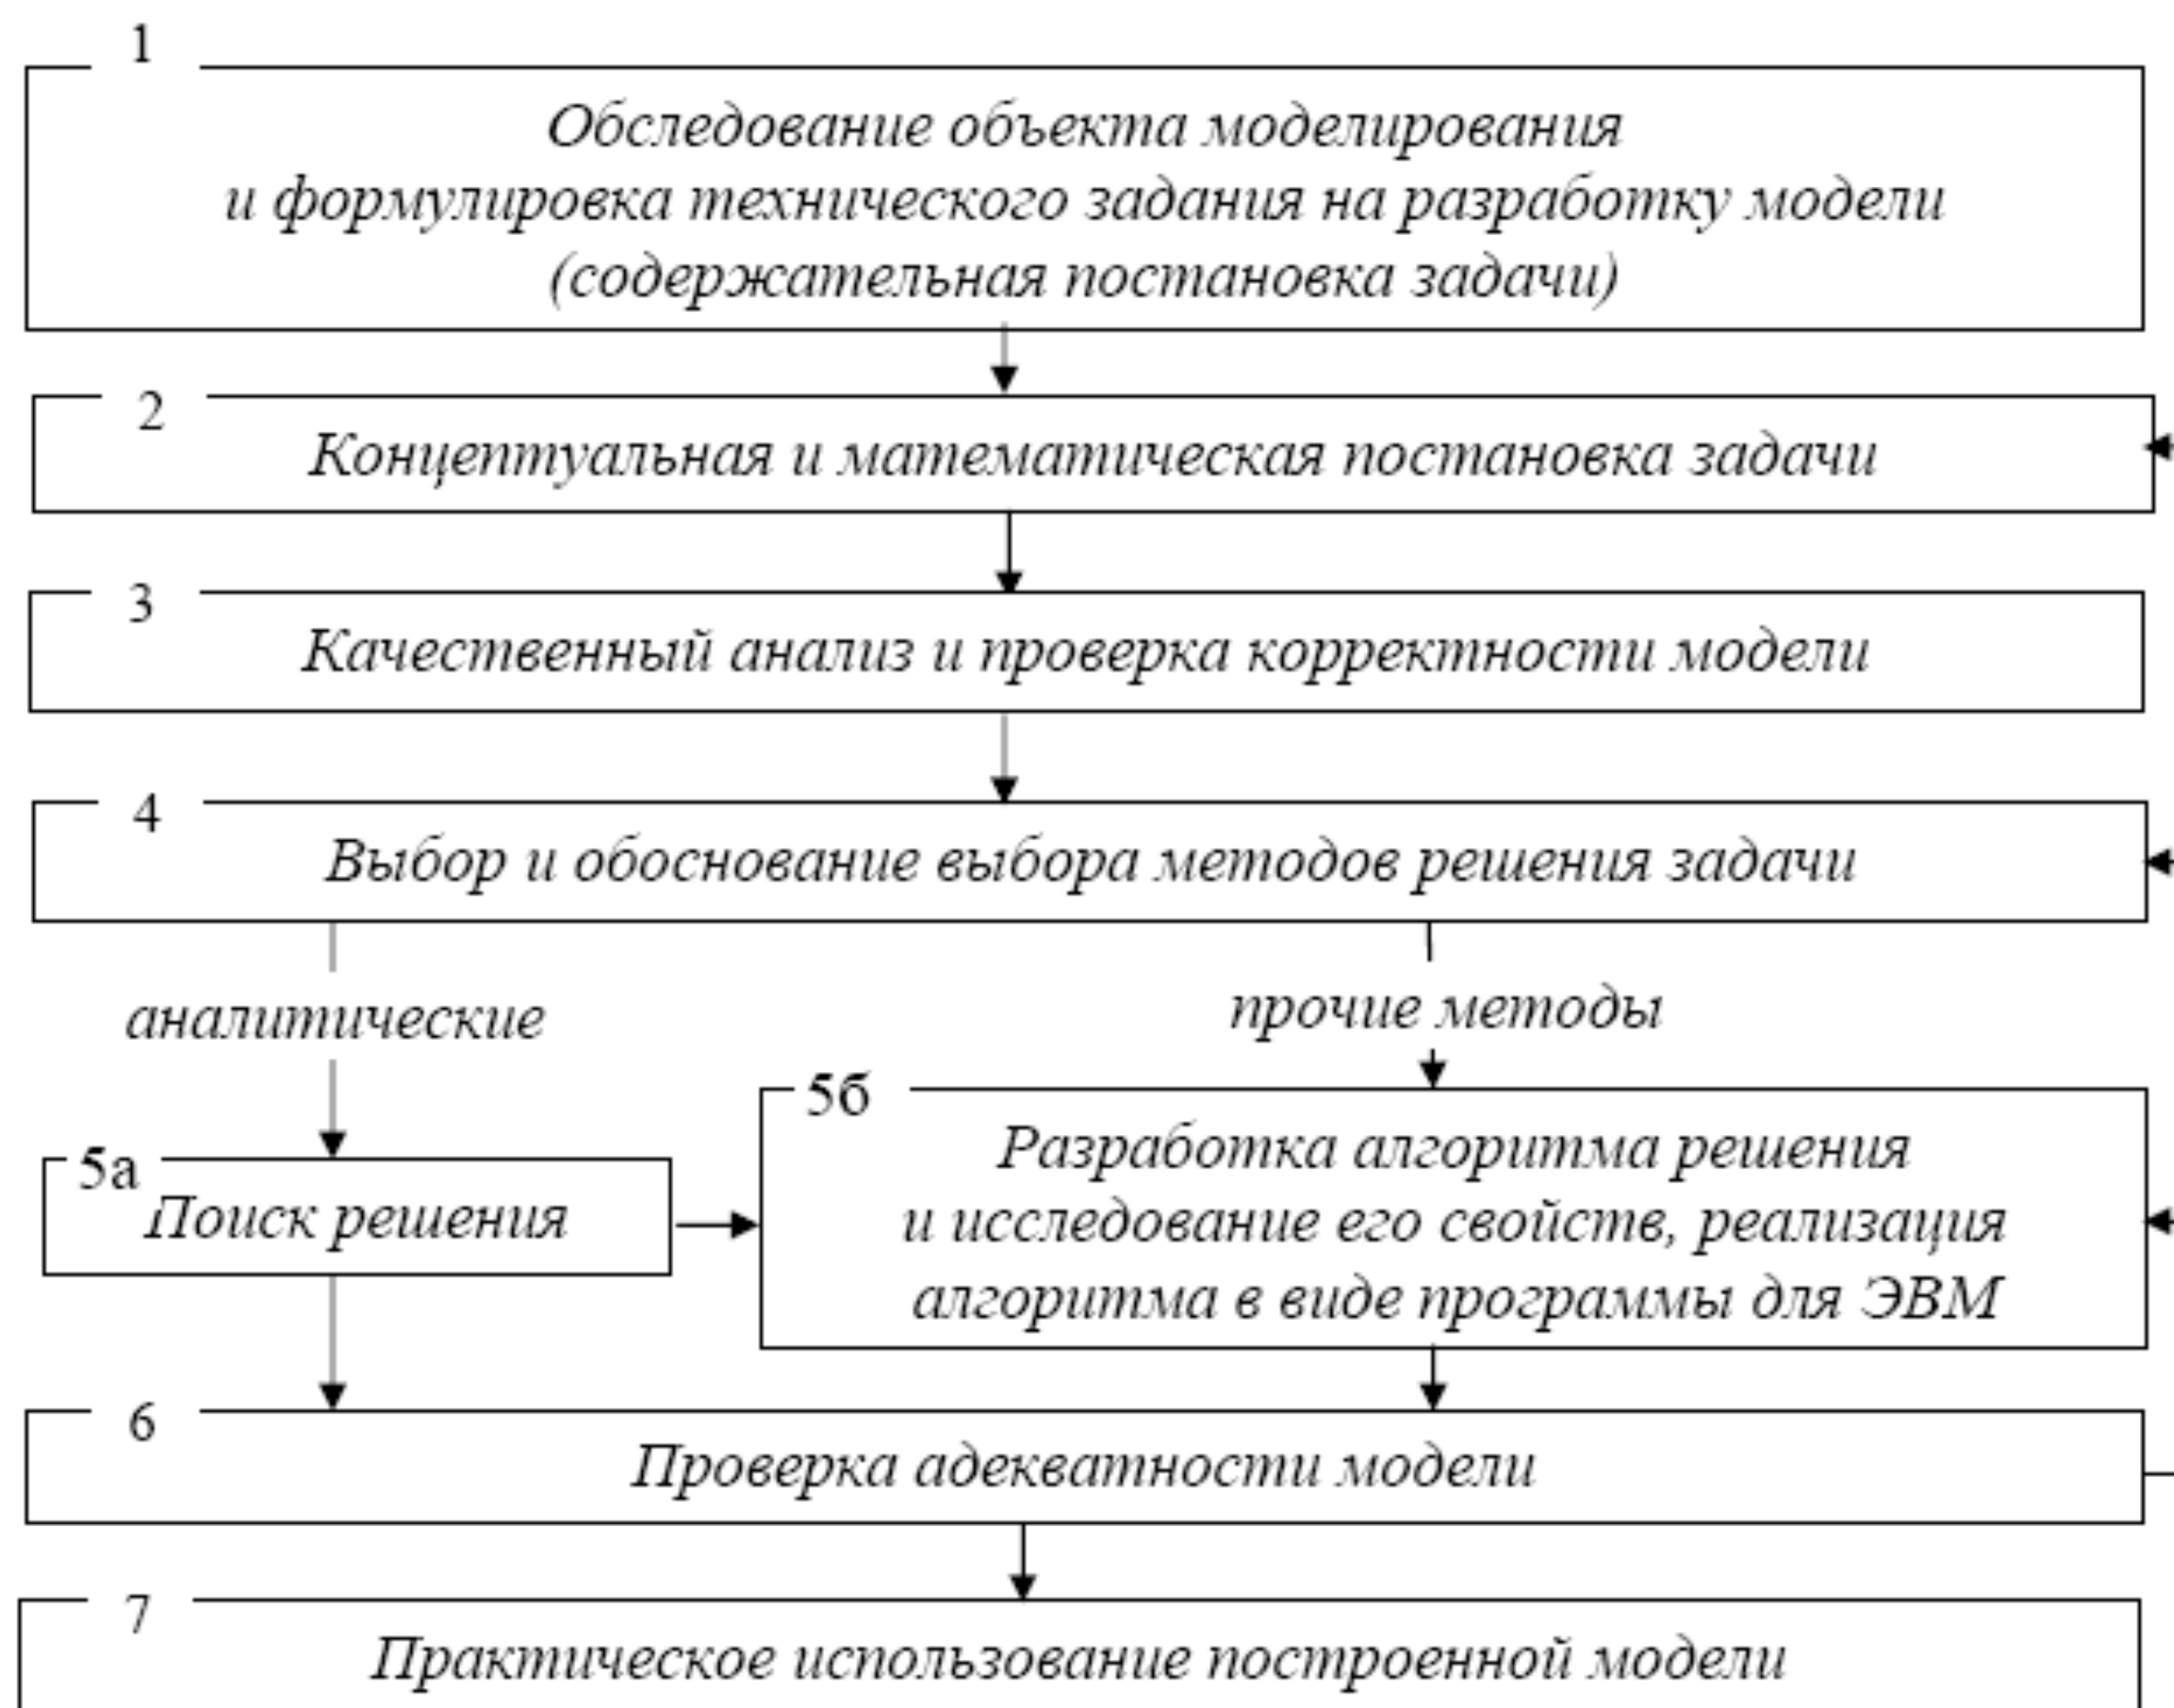 1
Обследование объекта моделирования
и формулировка технического задания на разработку модели
(содержательная постановка задачи)
2
Концептуальная и математическая постановка задачи
3
Качественный анализ и проверка корректности модели
4
Выбор и обоснование выбора методов решения задачи
аналитические
прочие методы
5а
Поиск решения
5б
Разработка алгоритма решения
и исследование его свойств, реализация
алгоритма в виде программы для ЭВМ
6
Проверка адекватности модели
7
Практическое использование построенной модели